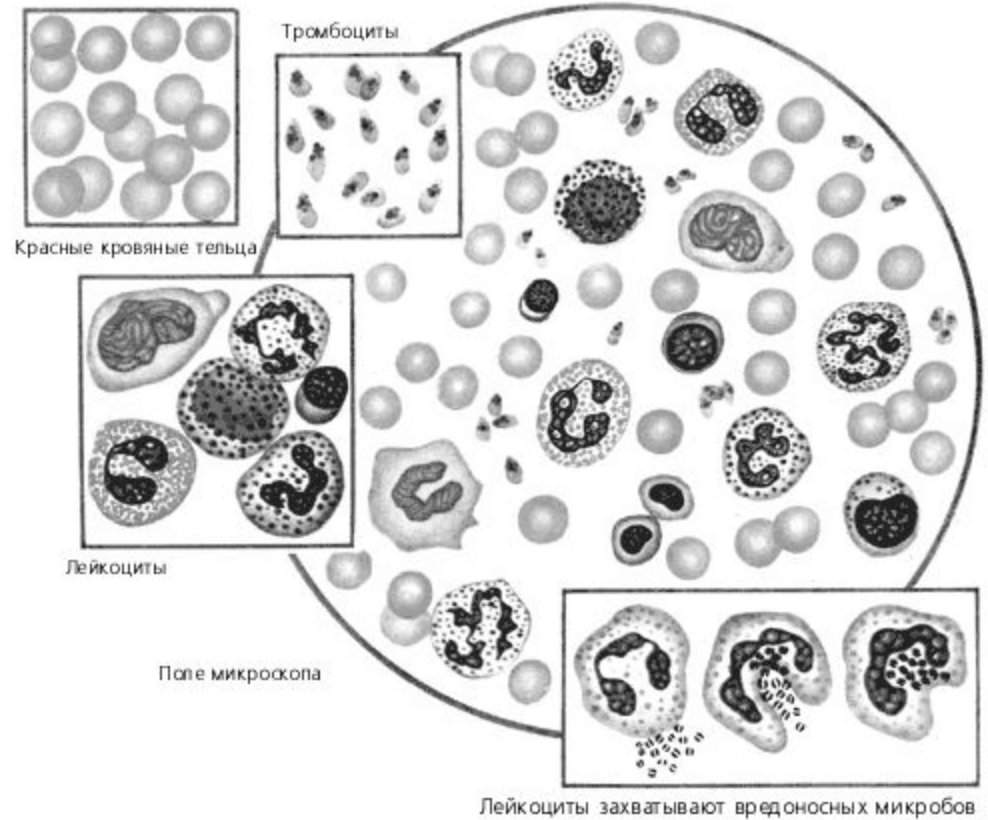 Тромбоциты
Красные кровяные тельца
Лейкоциты
Поле микроскопа
Лейкоциты захватывают вредоносных микробов